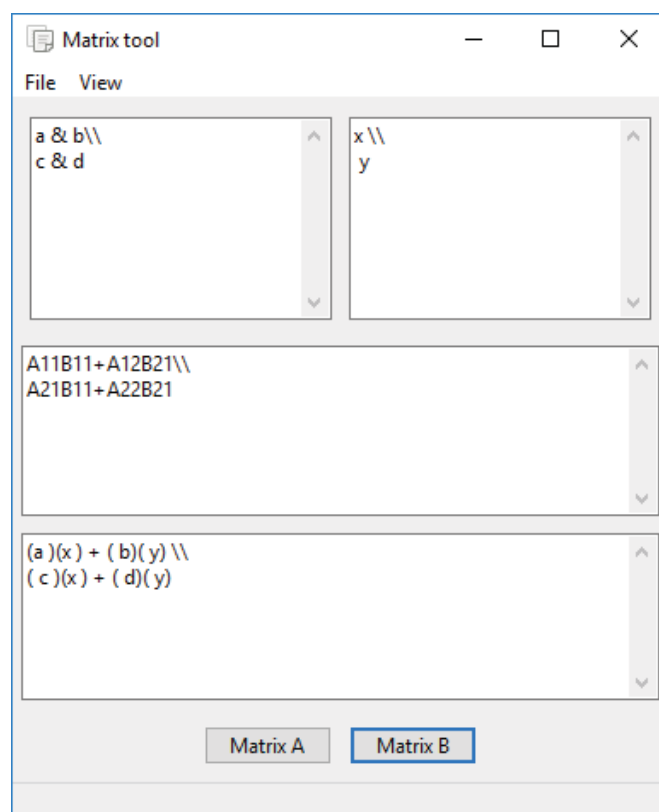 Matrix tool
File View
a & b\\
c & d
x \\
y
A11B11+A12B21\\
A21B11+A22B21
(a )(x ) + ( b)( y) \\
( c )(x ) + ( d)( y)
Matrix A Matrix B